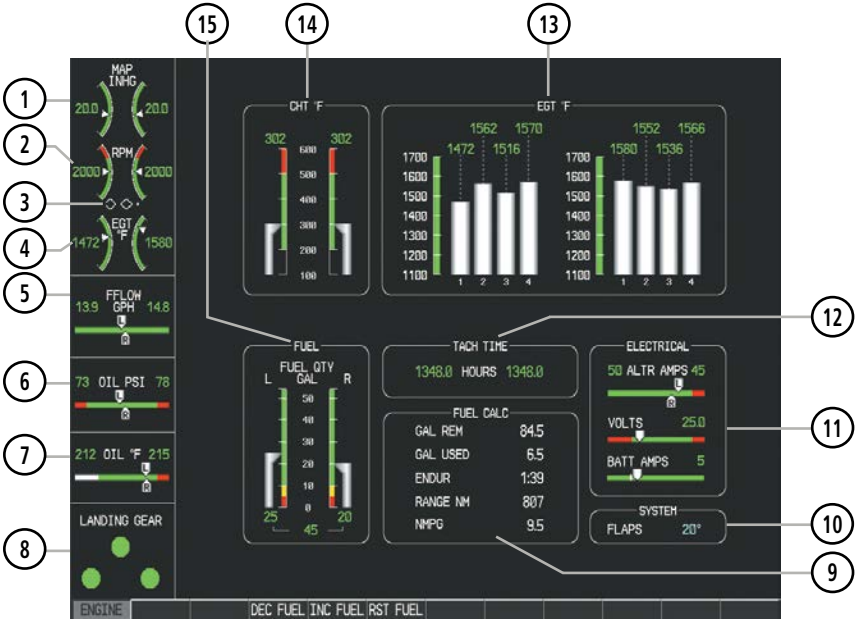 15 14 13
1
2
3
4
5
6
7
8
12
11
10
9
MAP
INHG
20.0 20.0
RPM
2000 2000
EGT
°F
1472 1580
FFLOW
13.9 GPH 14.8
L
R
73 OIL PSI 78
L
R
212 OIL °F 215
L
R
LANDING GEAR
CHT °F
302 302
600
500
400
300
200
100
EGT °F
1472 1562 1516 1570
1700
1600
1500
1400
1300
1200
1100
1 2 3 4
1580 1552 1536 1566
1700
1600
1500
1400
1300
1200
1100
1 2 3 4
FUEL
FUEL QTY
L GAL R
50
40
30
20
10
0
25 20
45
TACH TIME
1348.0 HOURS 1348.0
FUEL CALC
GAL REM 84.5
GAL USED 6.5
ENDUR 1:39
RANGE NM 807
NMPG 9.5
ELECTRICAL
50 ALTR AMPS 45
L
R
VOLTS 25.0
BATT AMPS 5
SYSTEM
FLAPS 20°
ENGINE DEC FUEL INC FUEL RST FUEL